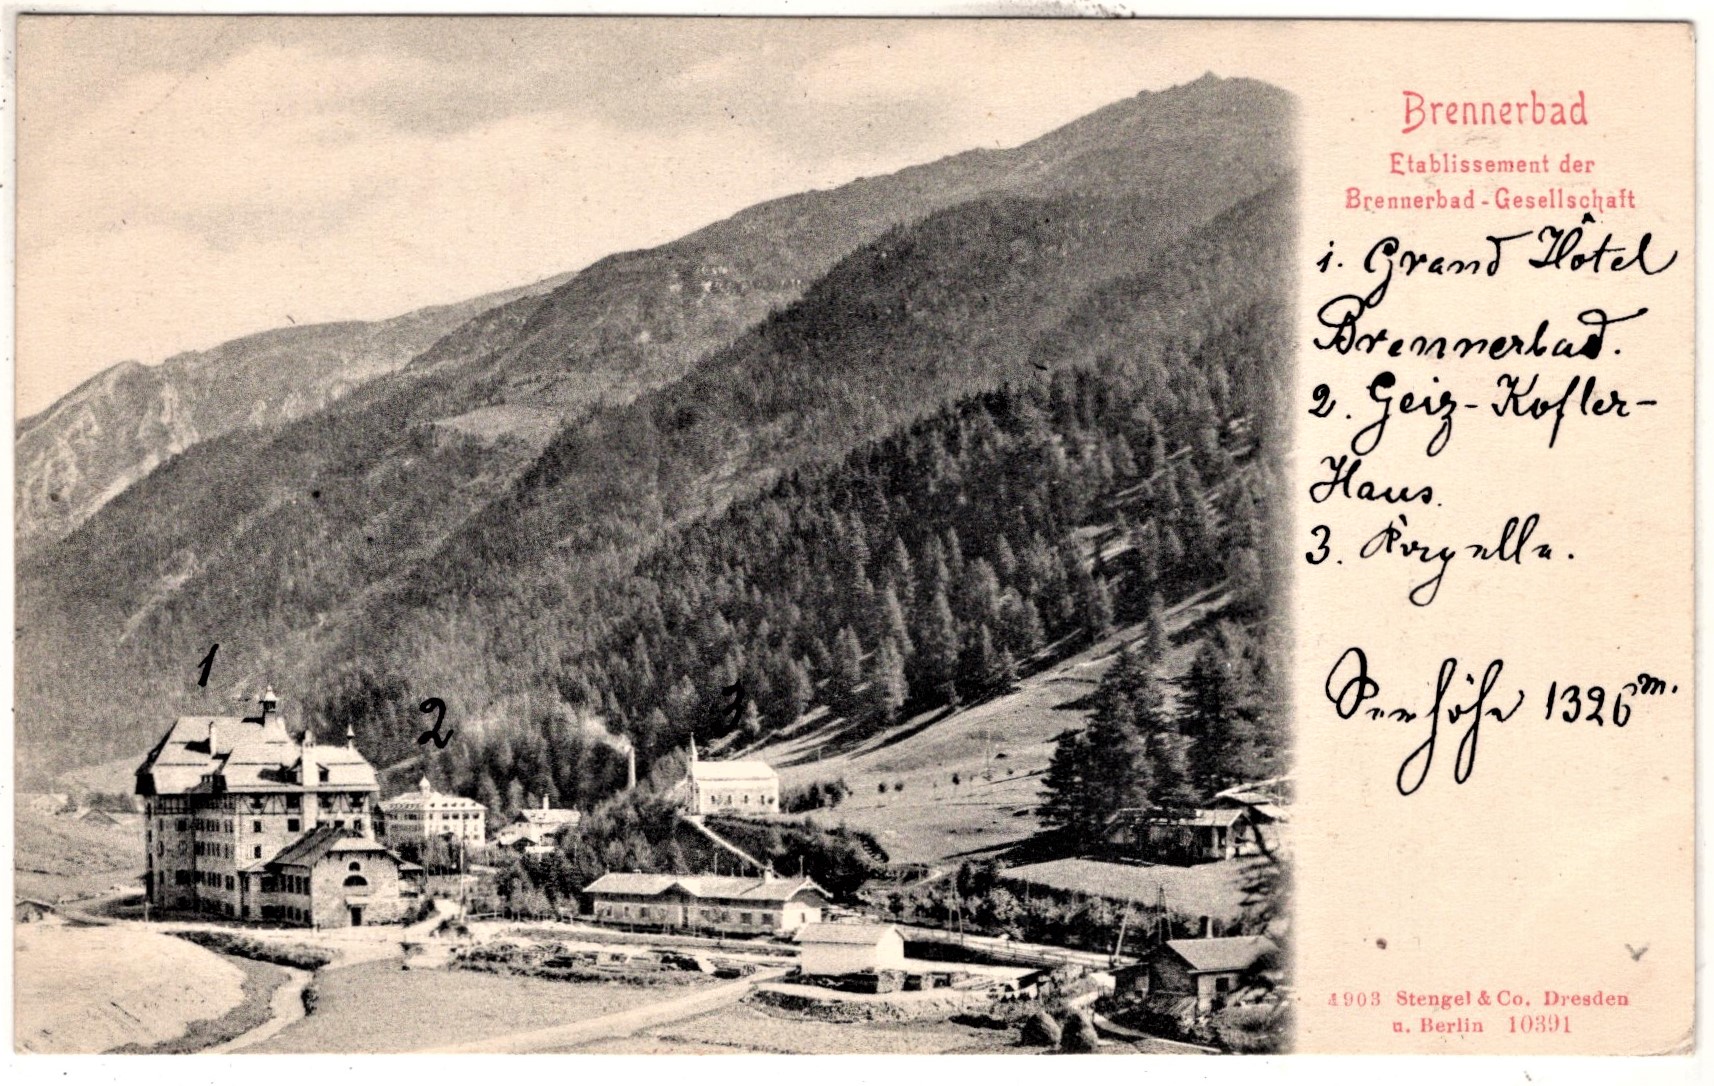 1
2
3
Brennerbad
Etablissement der
Brennerbad-Gesellschaft
1. Grand Hôtel
Brennerbad.
2. Geiz-Kofler-
Haus.
3. Kapelle.
Seehöhe 1326 m.
1903 Stengel & Co. Dresden
u. Berlin 10391